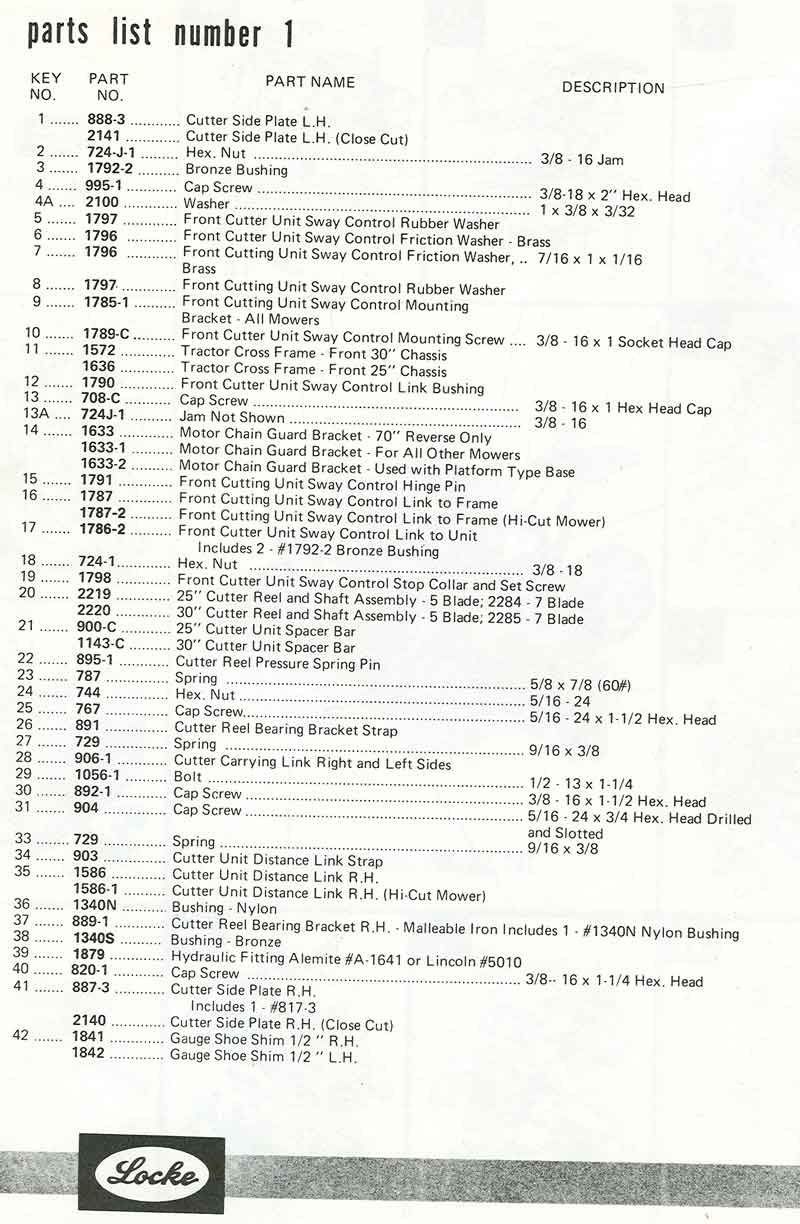 parts list number 1
KEY NO. PART NO. PART NAME DESCRIPTION
1 ....... 888-3 ............ Cutter Side Plate L.H.
2141 ............ Cutter Side Plate L.H. (Close Cut)
2 ....... 724-J-1 ......... Hex. Nut ............ 3/8 - 16 Jam
3 ....... 1792-2 .......... Bronze Bushing
4 ....... 995-1 ............ Cap Screw ............ 3/8-18 x 2" Hex. Head
4A .... 2100 ............ Washer ............ 1 x 3/8 x 3/32
5 ....... 1797 ............ Front Cutter Unit Sway Control Rubber Washer
6 ....... 1796 ............ Front Cutter Unit Sway Control Friction Washer - Brass
7 ....... 1796 ............ Front Cutting Unit Sway Control Friction Washer, .. 7/16 x 1 x 1/16
Brass
8 ....... 1797 ............ Front Cutting Unit Sway Control Rubber Washer
9 ....... 1785-1 .......... Front Cutting Unit Sway Control Mounting
Bracket - All Mowers
10 ....... 1789-C .......... Front Cutter Unit Sway Control Mounting Screw .... 3/8 - 16 x 1 Socket Head Cap
11 ....... 1572 ............ Tractor Cross Frame - Front 30" Chassis
1636 ............ Tractor Cross Frame - Front 25" Chassis
12 ....... 1790 ............ Front Cutter Unit Sway Control Link Bushing
13 ....... 708-C ........... Cap Screw ............ 3/8 - 16 x 1 Hex Head Cap
13A .... 724J-1 .......... Jam Not Shown ............ 3/8 - 16
14 ....... 1633 ............ Motor Chain Guard Bracket - 70" Reverse Only
1633-1 .......... Motor Chain Guard Bracket - For All Other Mowers
1633-2 .......... Motor Chain Guard Bracket - Used with Platform Type Base
15 ....... 1791 ............ Front Cutting Unit Sway Control Hinge Pin
16 ....... 1787 ............ Front Cutting Unit Sway Control Link to Frame
1787-2 .......... Front Cutting Unit Sway Control Link to Frame (Hi-Cut Mower)
17 ....... 1786-2 .......... Front Cutter Unit Sway Control Link to Unit
Includes 2 - #1792-2 Bronze Bushing
18 ....... 724-1 ............ Hex. Nut ............ 3/8 - 18
19 ....... 1798 ............ Front Cutter Unit Sway Control Stop Collar and Set Screw
20 ....... 2219 ............ 25" Cutter Reel and Shaft Assembly - 5 Blade; 2284 - 7 Blade
2220 ............ 30" Cutter Reel and Shaft Assembly - 5 Blade; 2285 - 7 Blade
21 ....... 900-C ........... 25" Cutter Unit Spacer Bar
1143-C .......... 30" Cutter Unit Spacer Bar
22 ....... 895-1 ........... Cutter Reel Pressure Spring Pin
23 ....... 787 ............. Spring ............ 5/8 x 7/8 (60#)
24 ....... 744 ............. Hex. Nut ............ 5/16 - 24
25 ....... 767 ............. Cap Screw............ 5/16 - 24 x 1-1/2 Hex. Head
26 ....... 891 ............. Cutter Reel Bearing Bracket Strap
27 ....... 729 ............. Spring ............ 9/16 x 3/8
28 ....... 906-1 ........... Cutter Carrying Link Right and Left Sides
29 ....... 1056-1 .......... Bolt ............ 1/2 - 13 x 1-1/4
30 ....... 892-1 ........... Cap Screw ............ 3/8 - 16 x 1-1/2 Hex. Head
31 ....... 904 ............. Cap Screw ............ 5/16 - 24 x 3/4 Hex. Head Drilled
and Slotted
33 ....... 729 ............. Spring ............ 9/16 x 3/8
34 ....... 903 ............. Cutter Unit Distance Link Strap
35 ....... 1586 ............ Cutter Unit Distance Link R.H.
1586-1 .......... Cutter Unit Distance Link R.H. (Hi-Cut Mower)
36 ....... 1340N .......... Bushing - Nylon
37 ....... 889-1 ........... Cutter Reel Bearing Bracket R.H. - Malleable Iron Includes 1 - #1340N Nylon Bushing
38 ....... 1340S .......... Bushing - Bronze
39 ....... 1879 ............ Hydraulic Fitting Alemite #A-1641 or Lincoln #5010
40 ....... 820-1 ........... Cap Screw ............ 3/8-- 16 x 1-1/4 Hex. Head
41 ....... 887-3 ........... Cutter Side Plate R.H.
Includes 1 - #817-3
2140 ............ Cutter Side Plate R.H. (Close Cut)
42 ....... 1841 ............ Gauge Shoe Shim 1/2 " R.H.
1842 ............ Gauge Shoe Shim 1/2 " L.H.
Locke